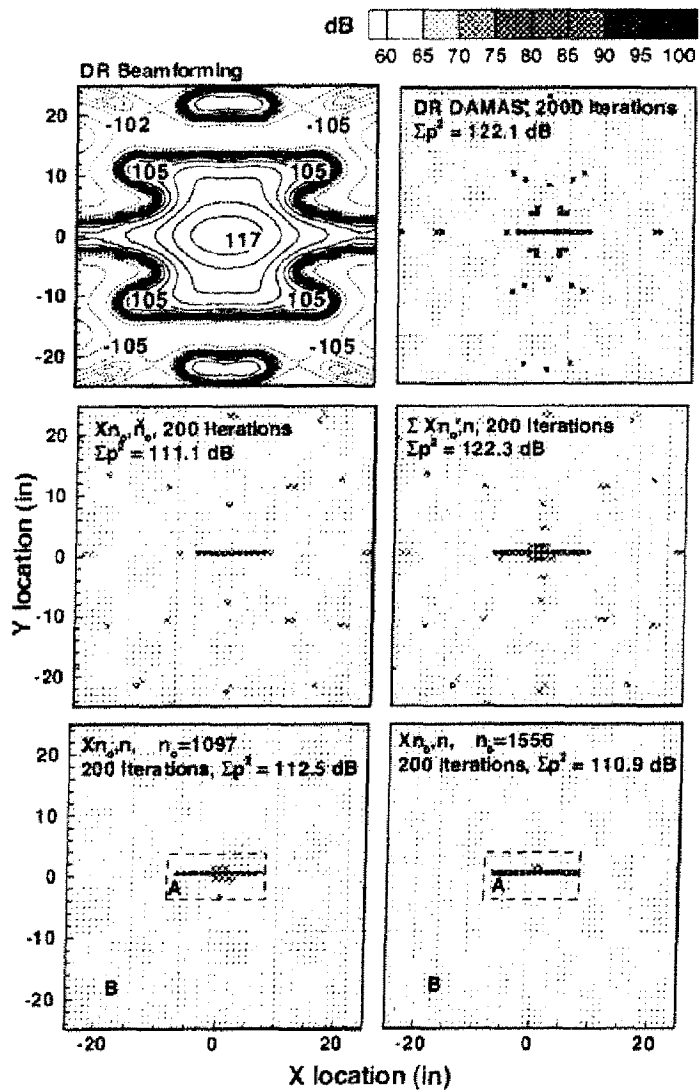 dB
60 65 70 75 80 85 90 95 100
DR Beamforming
20
10
0
-10
-20
-102
-105
105
105
117
105
105
-105
-105
DR DAMAS, 2000 Iterations
Σp² = 122.1 dB
Y location (in)
20
10
0
-10
-20
200 Iterations
Σp² = 111.1 dB
200 Iterations
Σp² = 122.3 dB
20
10
0
-10
-20
200 Iterations, Σp² = 112.5 dB
A
B
n_b=1556
200 Iterations, Σp² = 110.9 dB
A
B
-20 0 20
-20 0 20
X location (in)